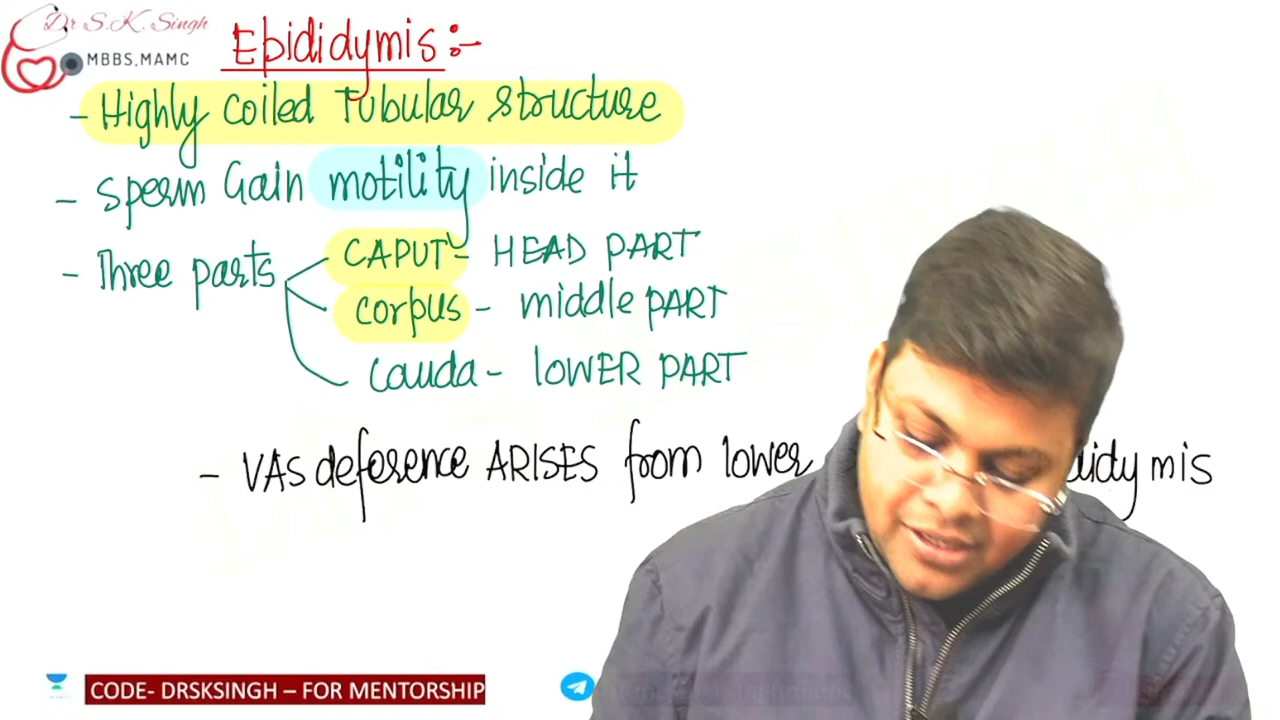 Dr S.K. Singh
MBBS,MAMC
Epididymis :-
- Highly coiled Tubular structure
- sperm Gain motility inside it
- Three parts
CAPUT - HEAD PART
corpus - middle PART
cauda - lOWER PART
- VAs deference ARISES from lower
CODE- DRSKSINGH – FOR MENTORSHIP